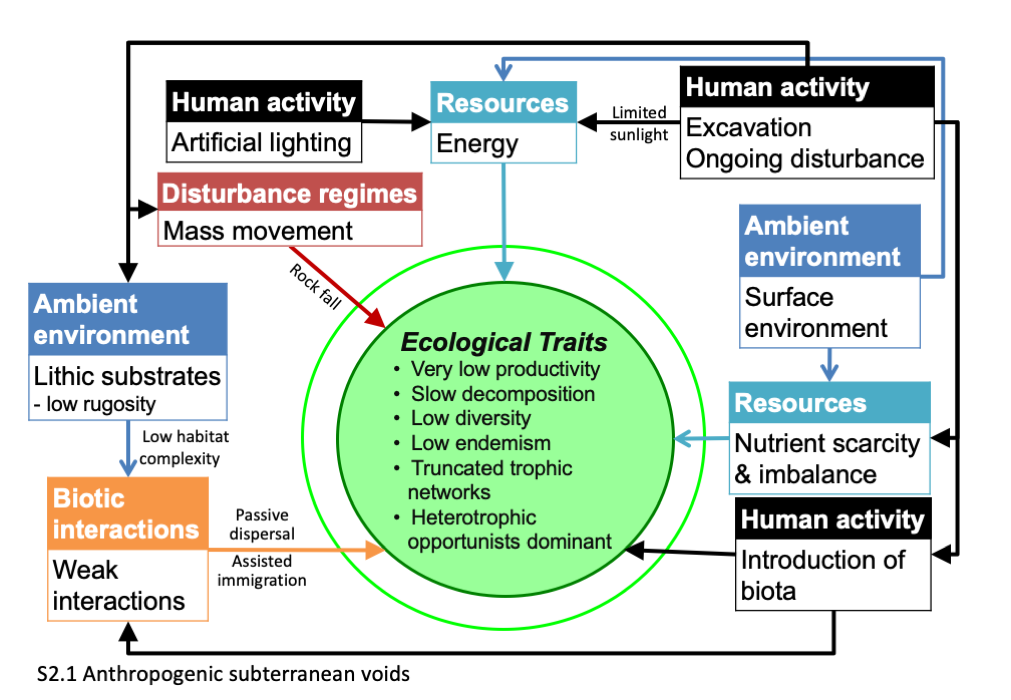 Human activity
Artificial lighting
Resources
Energy
Limited
sunlight
Human activity
Excavation
Ongoing disturbance
Disturbance regimes
Mass movement
Rock fall
Ambient
environment
Surface
environment
Ambient
environment
Lithic substrates
- low rugosity
Low habitat
complexity
Ecological Traits
• Very low productivity
• Slow decomposition
• Low diversity
• Low endemism
• Truncated trophic
networks
• Heterotrophic
opportunists dominant
Resources
Nutrient scarcity
& imbalance
Biotic
interactions
Weak
interactions
Passive
dispersal
Assisted
immigration
Human activity
Introduction of
biota
S2.1 Anthropogenic subterranean voids